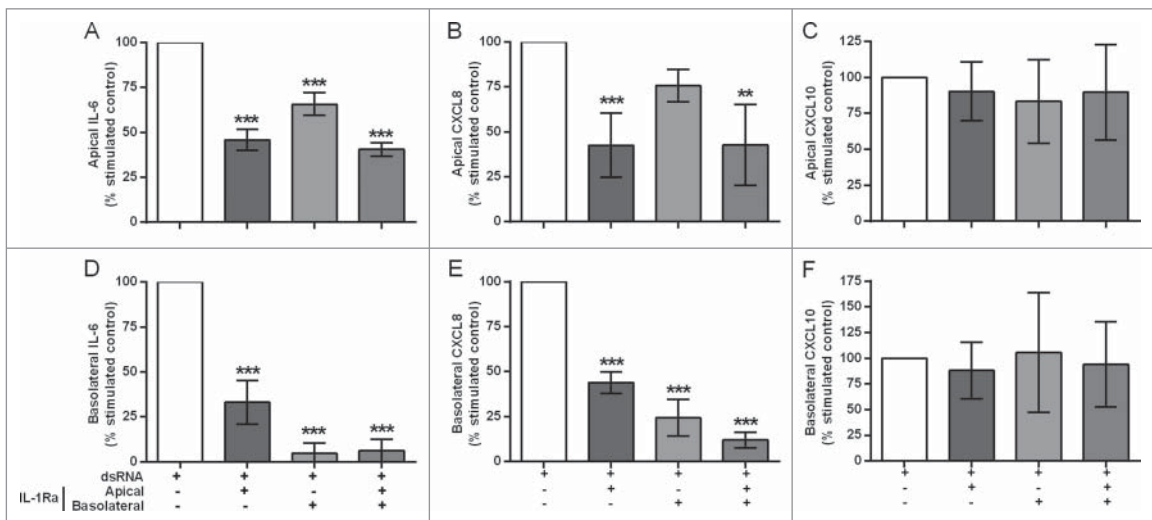 A
Apical IL-6
(% stimulated control)
100
75
50
25
0
***
***
***
B
Apical CXCL8
(% stimulated control)
100
75
50
25
0
***
**
C
Apical CXCL10
(% stimulated control)
125
100
75
50
25
0
D
Basolateral IL-6
(% stimulated control)
100
75
50
25
0
***
***
***
E
Basolateral CXCL8
(% stimulated control)
100
75
50
25
0
***
***
***
F
Basolateral CXCL10
(% stimulated control)
175
150
125
100
75
50
25
0
dsRNA + + + + + + + + + + + +
IL-1Ra
Apical - + - + - + - + - + - +
Basolateral - - + + - - + + - - + +